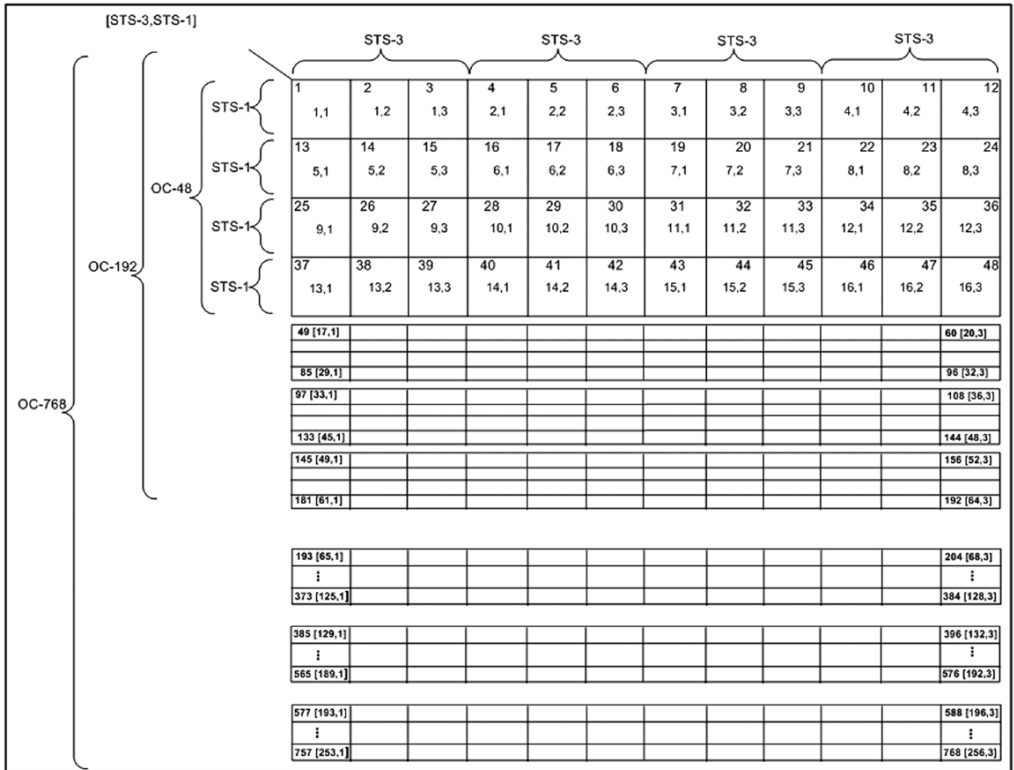 [STS-3,STS-1]
STS-3 STS-3 STS-3 STS-3
1 2 3 4 5 6 7 8 9 10 11 12
STS-1 1,1 1,2 1,3 2,1 2,2 2,3 3,1 3,2 3,3 4,1 4,2 4,3
13 14 15 16 17 18 19 20 21 22 23 24
STS-1 5,1 5,2 5,3 6,1 6,2 6,3 7,1 7,2 7,3 8,1 8,2 8,3
OC-48
25 26 27 28 29 30 31 32 33 34 35 36
STS-1 9,1 9,2 9,3 10,1 10,2 10,3 11,1 11,2 11,3 12,1 12,2 12,3
OC-192
37 38 39 40 41 42 43 44 45 46 47 48
STS-1 13,1 13,2 13,3 14,1 14,2 14,3 15,1 15,2 15,3 16,1 16,2 16,3
49 [17,1] 60 [20,3]
85 [29,1] 96 [32,3]
97 [33,1] 108 [36,3]
OC-768
133 [45,1] 144 [48,3]
145 [49,1] 156 [52,3]
181 [61,1] 192 [64,3]
193 [65,1] 204 [68,3]
⋮ ⋮
373 [125,1] 384 [128,3]
385 [129,1] 396 [132,3]
⋮ ⋮
565 [189,1] 576 [192,3]
577 [193,1] 588 [196,3]
⋮ ⋮
757 [253,1] 768 [256,3]